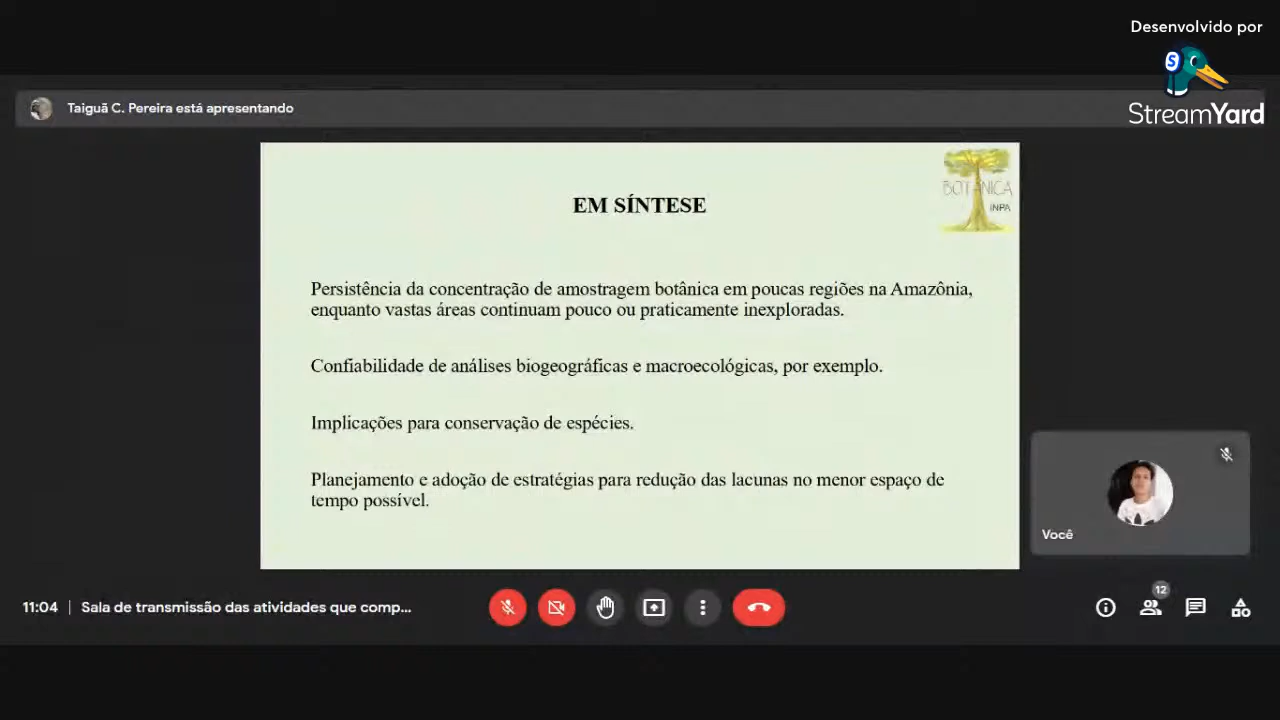 Desenvolvido por
S
StreamYard
Taiguã C. Pereira está apresentando
BOTÂNICA
INPA
EM SÍNTESE
Persistência da concentração de amostragem botânica em poucas regiões na Amazônia,
enquanto vastas áreas continuam pouco ou praticamente inexploradas.
Confiabilidade de análises biogeográficas e macroecológicas, por exemplo.
Implicações para conservação de espécies.
Planejamento e adoção de estratégias para redução das lacunas no menor espaço de
tempo possível.
Você
11:04 | Sala de transmissão das atividades que comp...
12